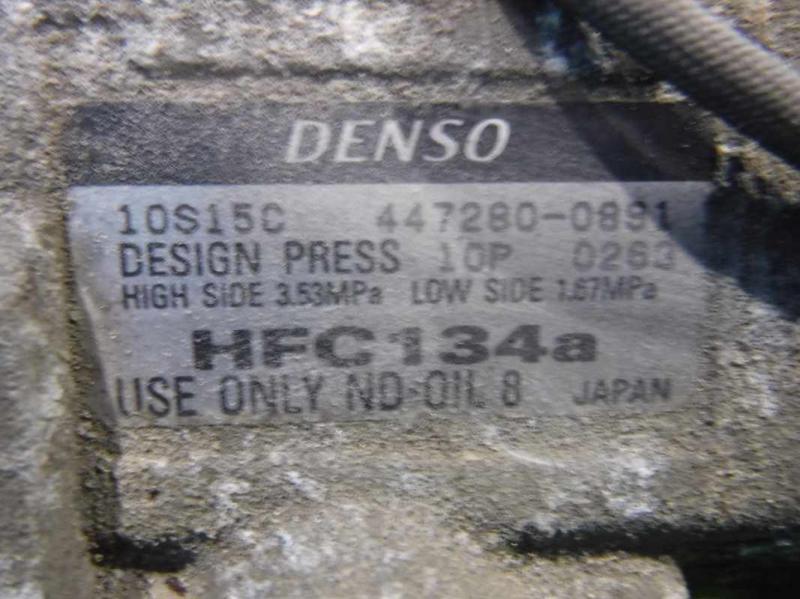 DENSO
10S15C 447280-0891
DESIGN PRESS 10P 0263
HIGH SIDE 3.53MPa LOW SIDE 1.67MPa
HFC134a
USE ONLY ND-OIL 8 JAPAN